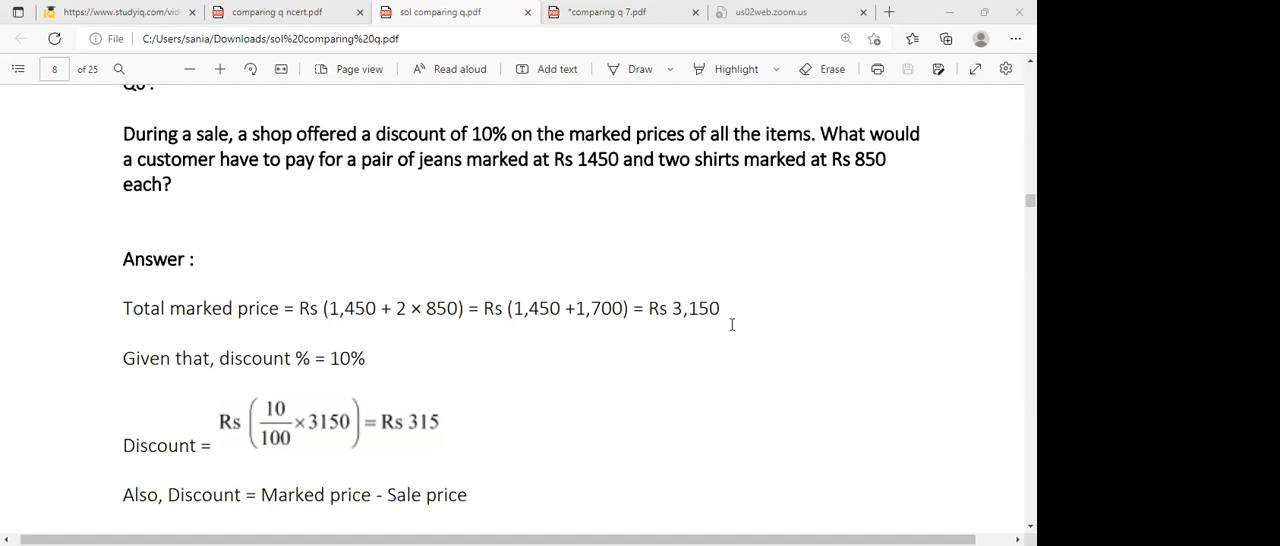 https://www.studyiq.com/vid
comparing q ncert.pdf
sol comparing q.pdf
*comparing q 7.pdf
us02web.zoom.us
File
C:/Users/sania/Downloads/sol%20comparing%20q.pdf
8 of 25
Page view
Read aloud
Add text
Draw
Highlight
Erase
During a sale, a shop offered a discount of 10% on the marked prices of all the items. What would
a customer have to pay for a pair of jeans marked at Rs 1450 and two shirts marked at Rs 850
each?
Answer :
Total marked price = Rs (1,450 + 2 × 850) = Rs (1,450 +1,700) = Rs 3,150
Given that, discount % = 10%
Discount = Rs (10/100 ×3150) = Rs 315
Also, Discount = Marked price - Sale price